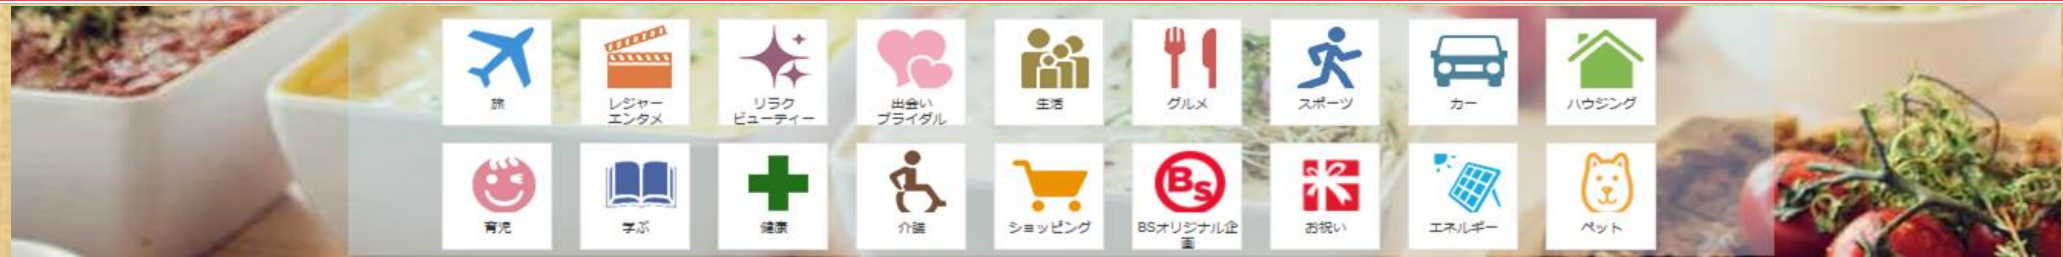 旅
レジャー
エンタメ
リラク
ビューティー
出会い
ブライダル
生活
グルメ
スポーツ
カー
ハウジング
育児
学ぶ
健康
介護
ショッピング
Bs
BSオリジナル企
画
お祝い
エネルギー
ペット